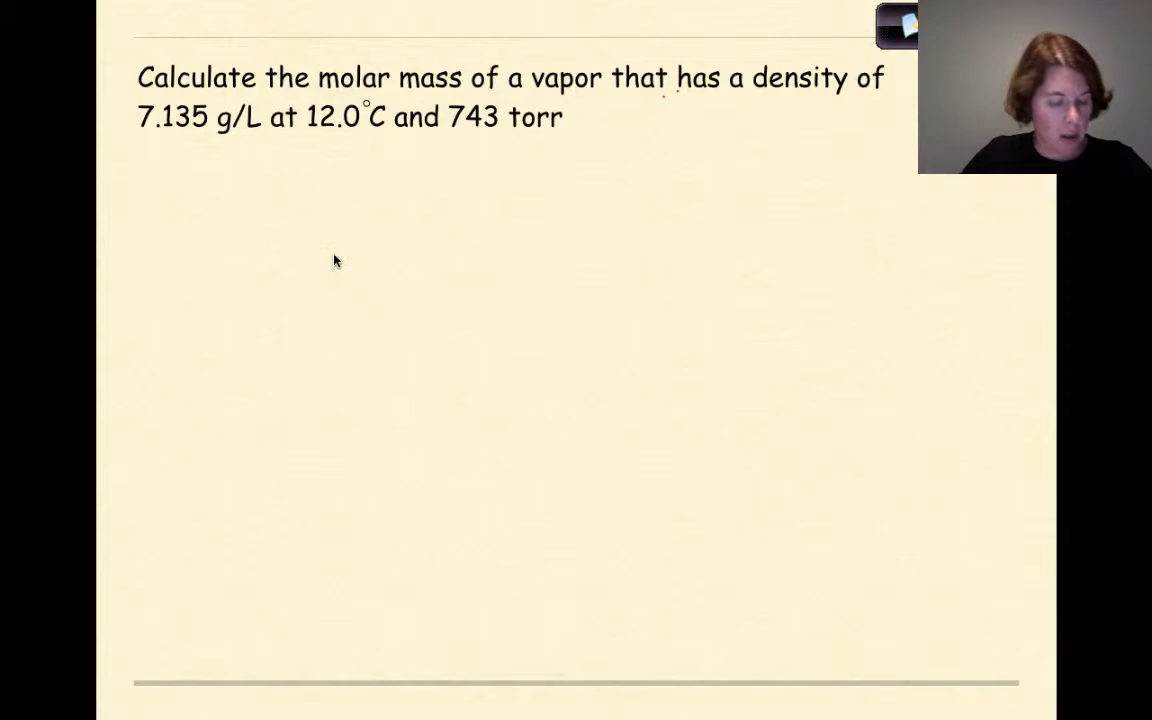 Calculate the molar mass of a vapor that has a density of
7.135 g/L at 12.0°C and 743 torr